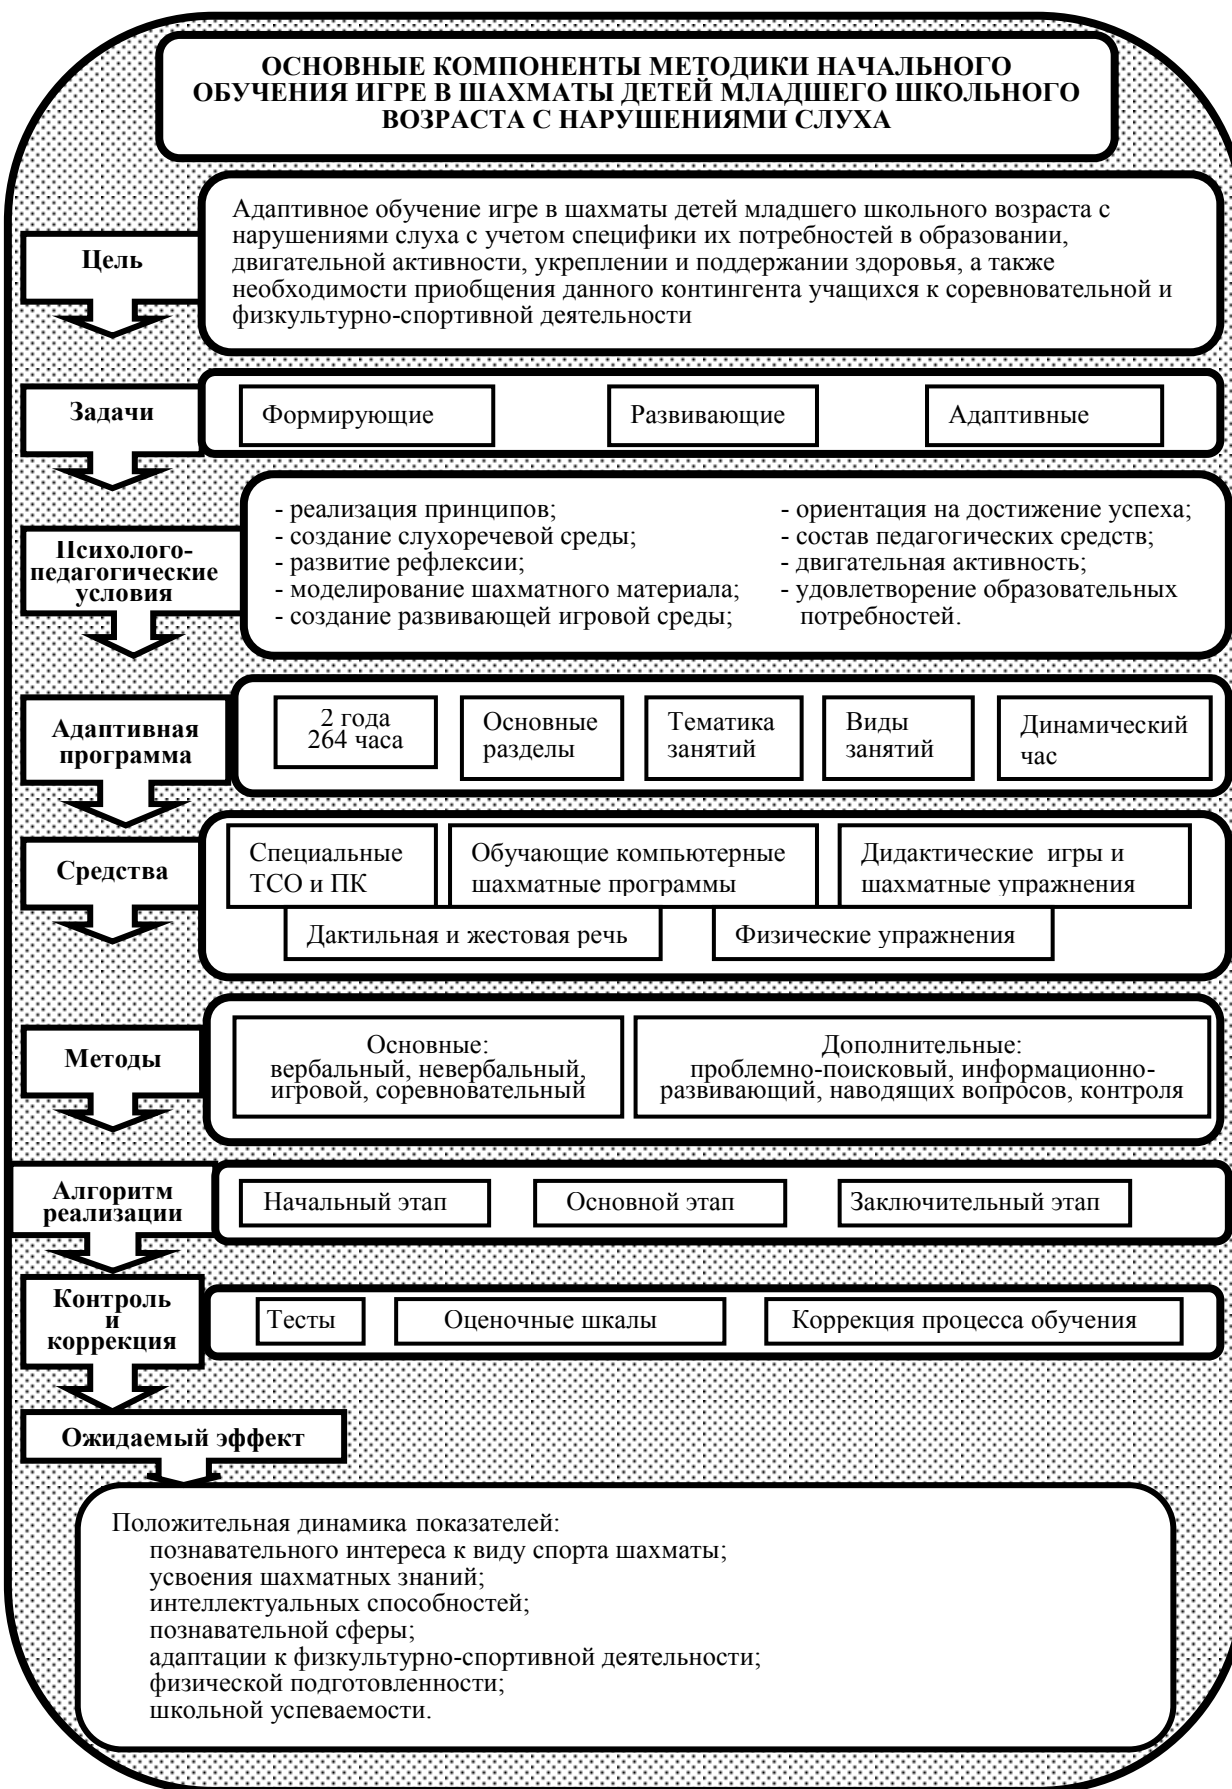 ОСНОВНЫЕ КОМПОНЕНТЫ МЕТОДИКИ НАЧАЛЬНОГО
ОБУЧЕНИЯ ИГРЕ В ШАХМАТЫ ДЕТЕЙ МЛАДШЕГО ШКОЛЬНОГО
ВОЗРАСТА С НАРУШЕНИЯМИ СЛУХА
Цель
Адаптивное обучение игре в шахматы детей младшего школьного возраста с
нарушениями слуха с учетом специфики их потребностей в образовании,
двигательной активности, укреплении и поддержании здоровья, а также
необходимости приобщения данного контингента учащихся к соревновательной и
физкультурно-спортивной деятельности
Задачи
Формирующие
Развивающие
Адаптивные
Психолого-
педагогические
условия
- реализация принципов;
- создание слухоречевой среды;
- развитие рефлексии;
- моделирование шахматного материала;
- создание развивающей игровой среды;
- ориентация на достижение успеха;
- состав педагогических средств;
- двигательная активность;
- удовлетворение образовательных
потребностей.
Адаптивная
программа
2 года
264 часа
Основные
разделы
Тематика
занятий
Виды
занятий
Динамический
час
Средства
Специальные
ТСО и ПК
Обучающие компьютерные
шахматные программы
Дидактические игры и
шахматные упражнения
Дактильная и жестовая речь
Физические упражнения
Методы
Основные:
вербальный, невербальный,
игровой, соревновательный
Дополнительные:
проблемно-поисковый, информационно-
развивающий, наводящих вопросов, контроля
Алгоритм
реализации
Начальный этап
Основной этап
Заключительный этап
Контроль
и
коррекция
Тесты
Оценочные шкалы
Коррекция процесса обучения
Ожидаемый эффект
Положительная динамика показателей:
познавательного интереса к виду спорта шахматы;
усвоения шахматных знаний;
интеллектуальных способностей;
познавательной сферы;
адаптации к физкультурно-спортивной деятельности;
физической подготовленности;
школьной успеваемости.